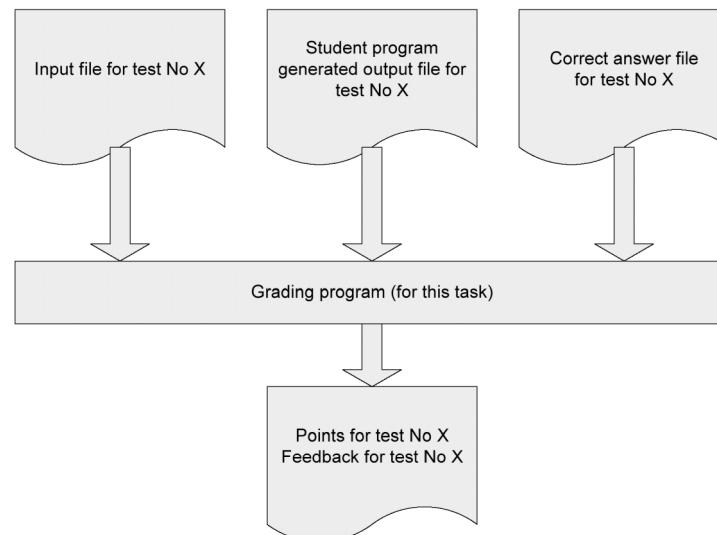 Input file for test No X
Student program
generated output file for
test No X
Correct answer file
for test No X
Grading program (for this task)
Points for test No X
Feedback for test No X